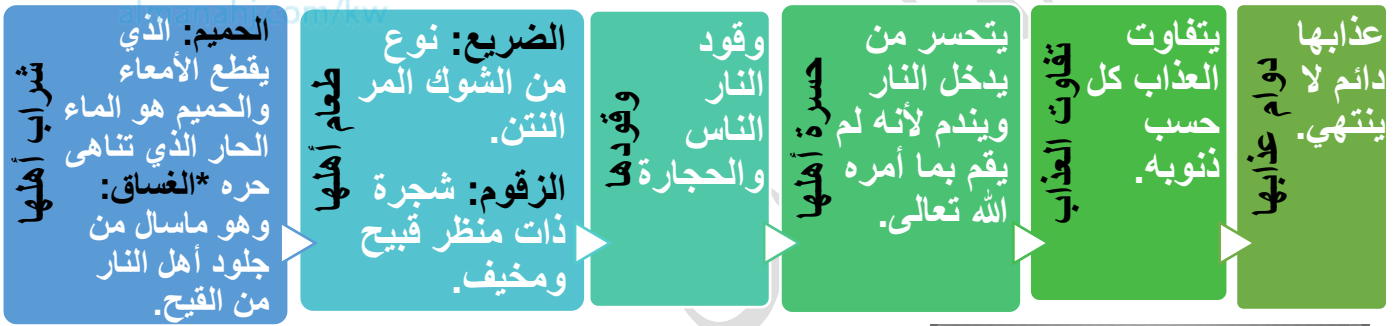 almanahj.com/kw
شراب أهلها
الحميم: الذي
يقطع الأمعاء
والحميم هو الماء
الحار الذي تناهى
حره *الغساق:
وهو ماسال من
جلود أهل النار
من القيح.
طعام أهلها
الضريع: نوع
من الشوك المر
النتن.
الزقوم: شجرة
ذات منظر قبيح
ومخيف.
وقودها
وقود
النار
الناس
والحجارة
حسرة أهلها
يتحسر من
يدخل النار
ويندم لأنه لم
يقم بما أمره
الله تعالى.
تفاوت العذاب
يتفاوت
العذاب كل
حسب
ذنوبه.
دوام عذابها
عذابها
دائم لا
ينتهي.